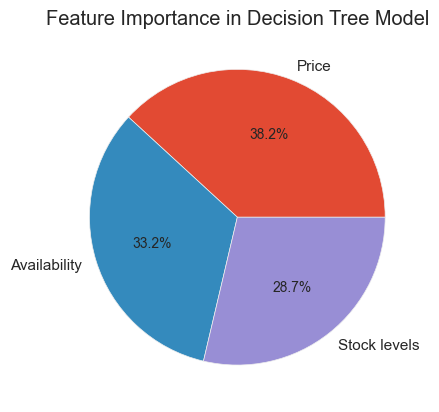 Feature Importance in Decision Tree Model
Price
38.2%
33.2%
Availability
28.7%
Stock levels